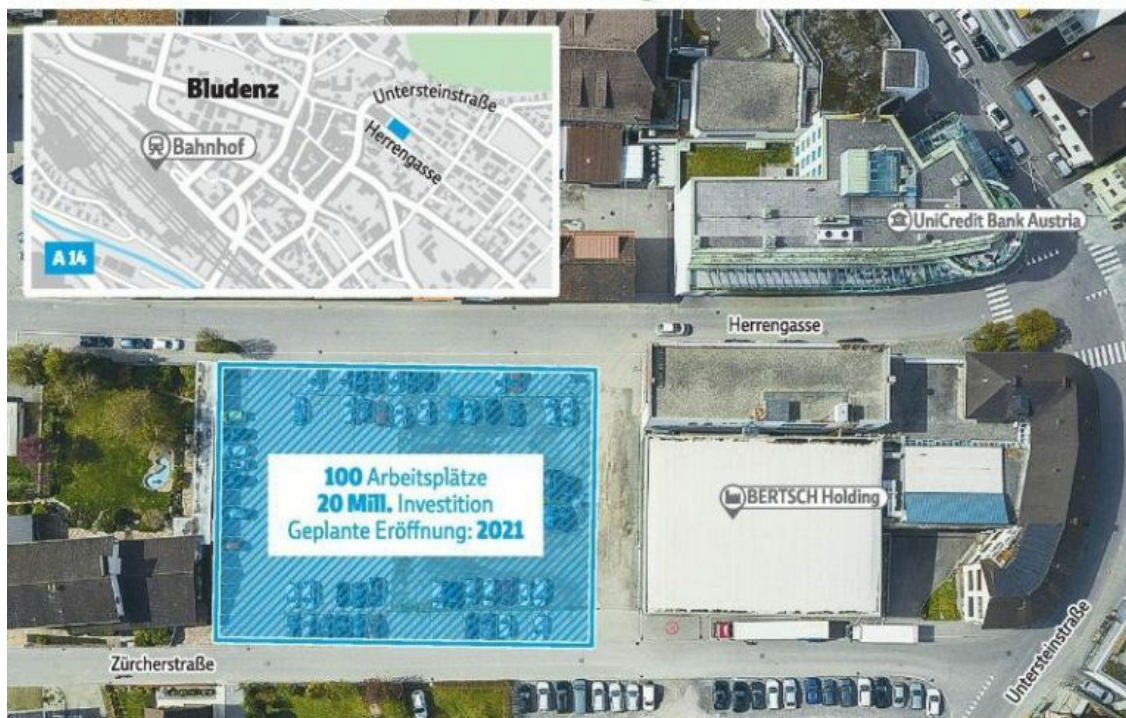 Bludenz
Untersteinstraße
Herrengasse
Bahnhof
A 14
UniCredit Bank Austria
Herrengasse
100 Arbeitsplätze
20 Mill. Investition
Geplante Eröffnung: 2021
BERTSCH Holding
Zürcherstraße
Untersteinstraße